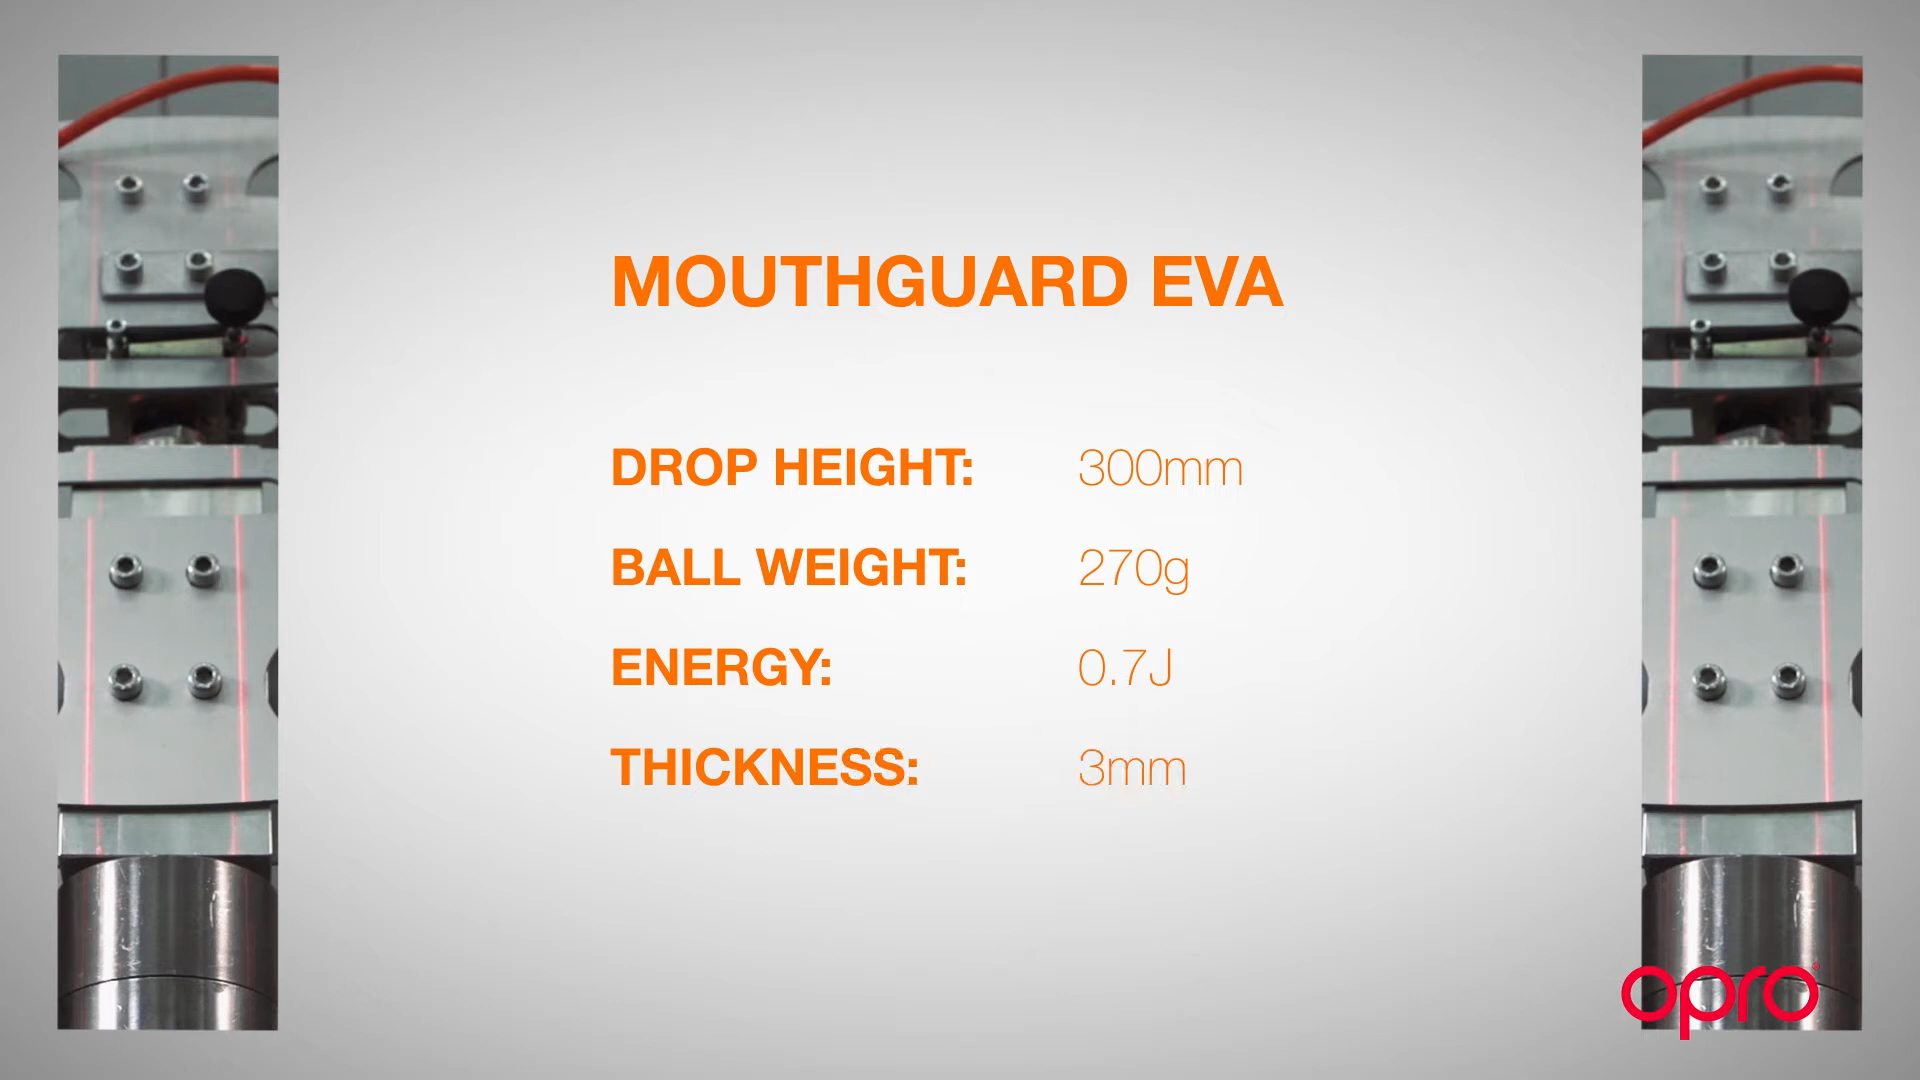 MOUTHGUARD EVA
DROP HEIGHT: 300mm
BALL WEIGHT: 270g
ENERGY: 0.7J
THICKNESS: 3mm
opro